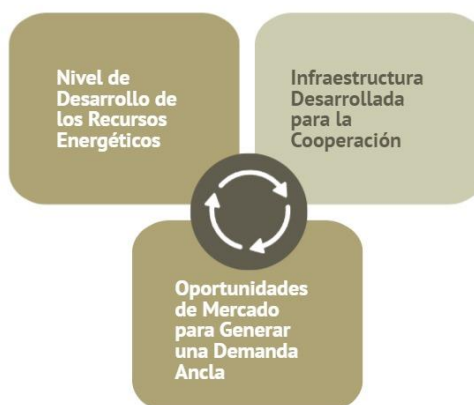 Nivel de
Desarrollo de
los Recursos
Energéticos
Infraestructura
Desarrollada
para la
Cooperación
Oportunidades
de Mercado
para Generar
una Demanda
Ancla